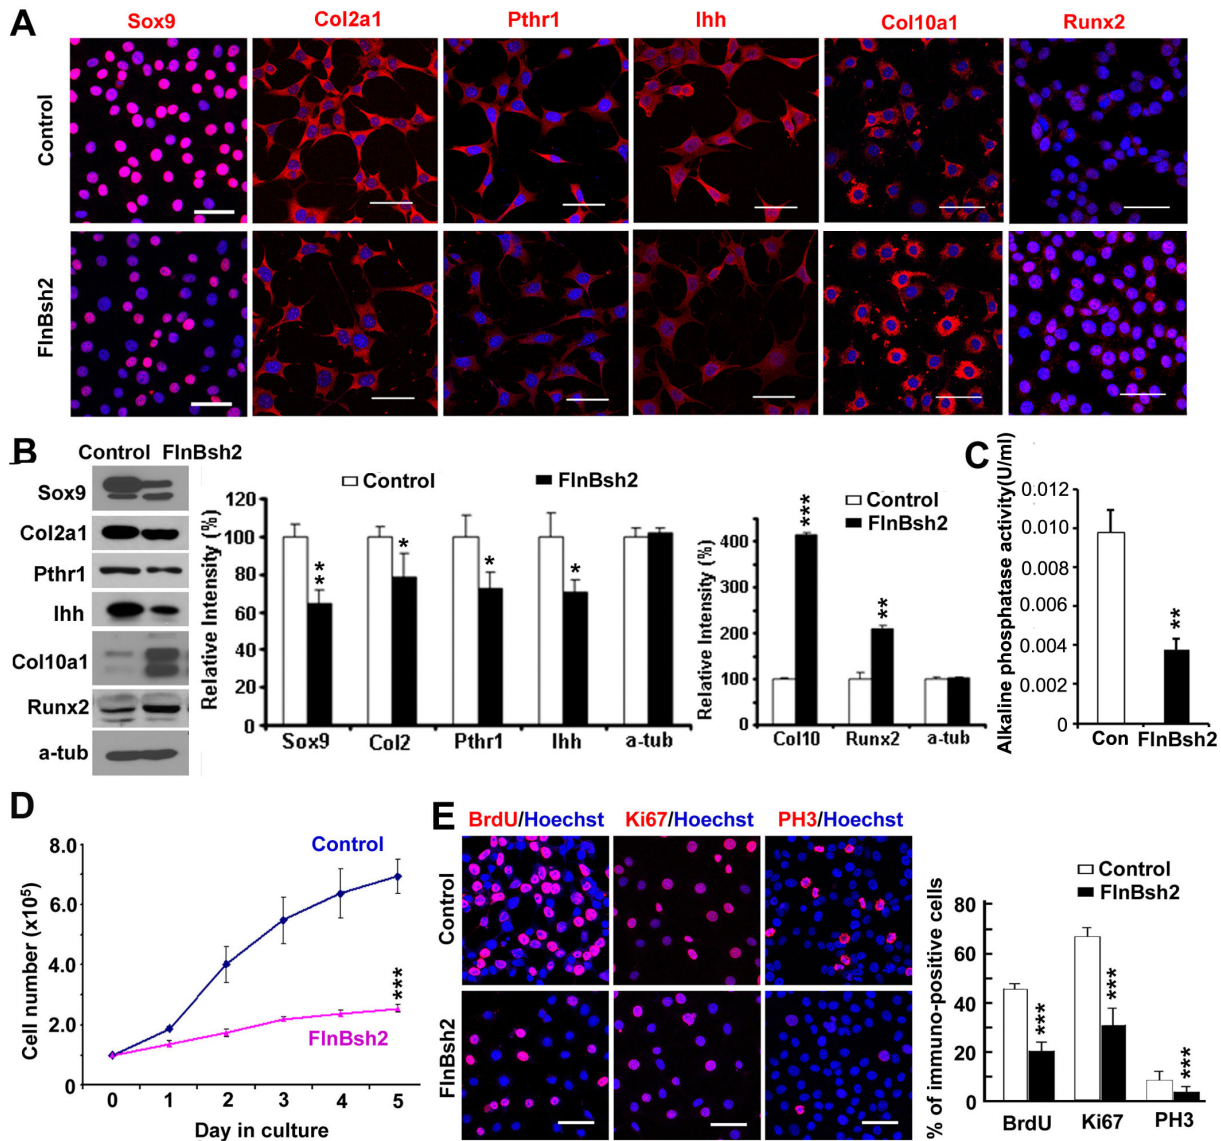 A
Sox9 Col2a1 Pthr1 Ihh Col10a1 Runx2
Control
FlnBsh2
B
Control FlnBsh2
Sox9
Col2a1
Pthr1
Ihh
Col10a1
Runx2
a-tub
Control FlnBsh2
Relative Intensity (%)
120
100
80
60
40
20
0
** * * *
Sox9 Col2 Pthr1 Ihh a-tub
Control
FlnBsh2
Relative Intensity (%)
400
300
200
100
0
*** **
Col10 Runx2 a-tub
C
Alkaline phosphatase activity(U/ml)
0.012
0.010
0.008
0.006
0.004
0.002
0
**
Con FlnBsh2
D
Cell number (x10⁵)
8.0
6.0
4.0
2.0
0
Control
FlnBsh2
***
0 1 2 3 4 5
Day in culture
E
BrdU/Hoechst Ki67/Hoechst PH3/Hoechst
Control
FlnBsh2
Control
FlnBsh2
% of immuno-positive cells
80
60
40
20
0
*** *** ***
BrdU Ki67 PH3